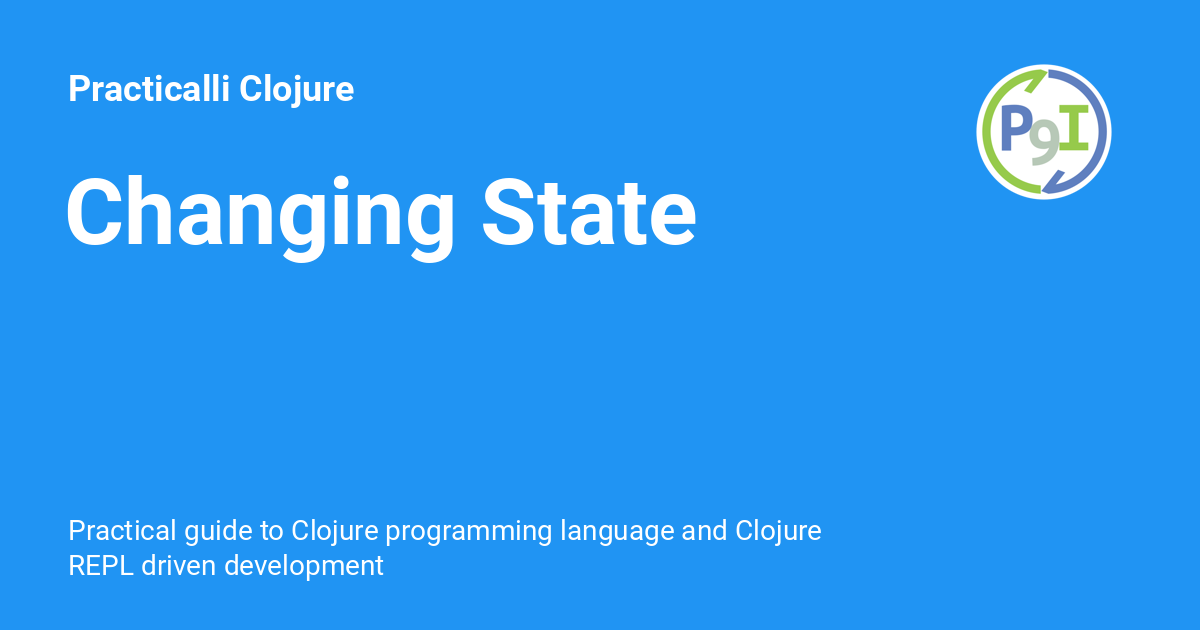 Practicalli Clojure
P9I
Changing State
Practical guide to Clojure programming language and Clojure
REPL driven development